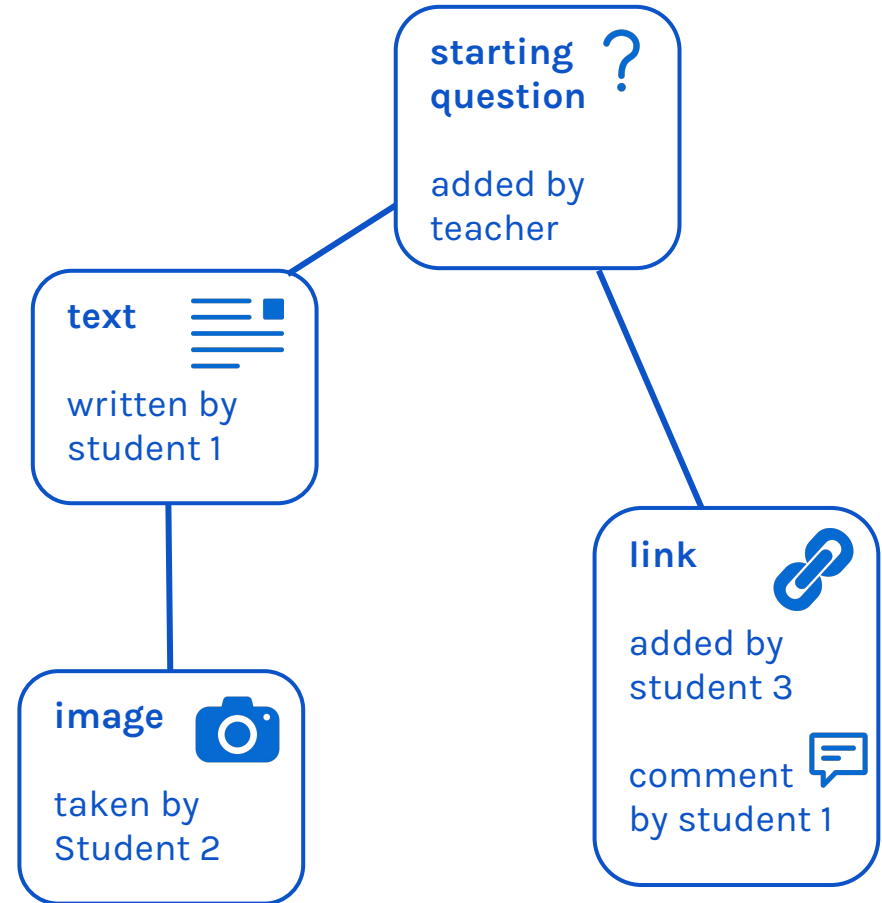 starting
question
added by
teacher
text
written by
student 1
image
taken by
Student 2
link
added by
student 3
comment
by student 1